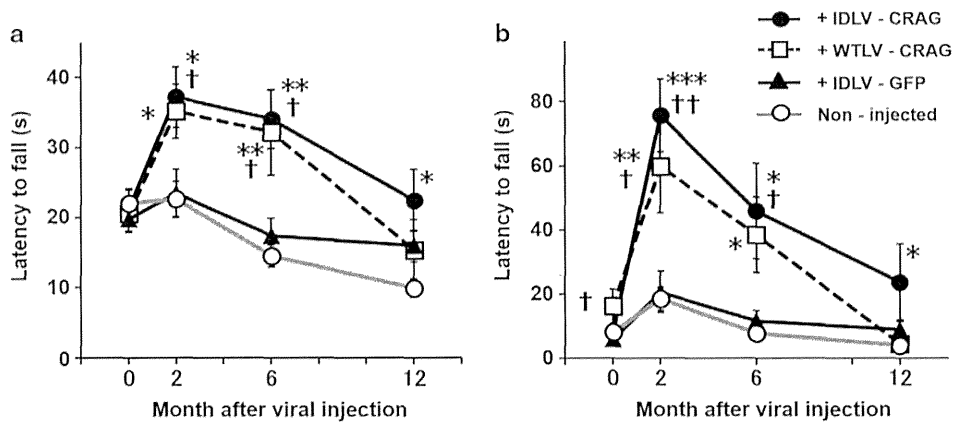 a
Latency to fall (s)
40
30
20
10
0
*
*
†
**
†
**
†
*
0 2 6 12
Month after viral injection
b
Latency to fall (s)
80
60
40
20
0
†
**
†
***
††
*
†
*
*
0 2 6 12
Month after viral injection
+ IDLV - CRAG
+ WTLV - CRAG
+ IDLV - GFP
Non - injected